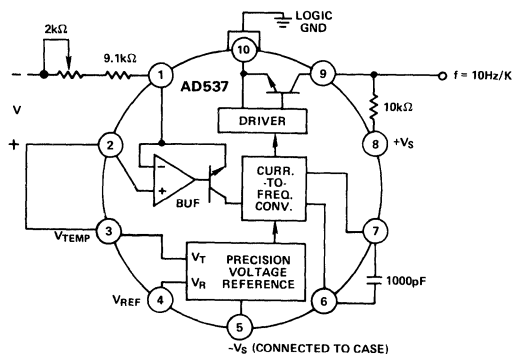 LOGIC
GND
2kΩ
9.1kΩ
10
1
AD537
9
f = 10Hz/K
–
V
+
10kΩ
DRIVER
2
8
+VS
CURR.
-TO-
FREQ.
CONV.
–
+
BUF
7
VTEMP
3
VT
PRECISION
VOLTAGE
REFERENCE
VR
1000pF
VREF
4
6
5
–VS (CONNECTED TO CASE)